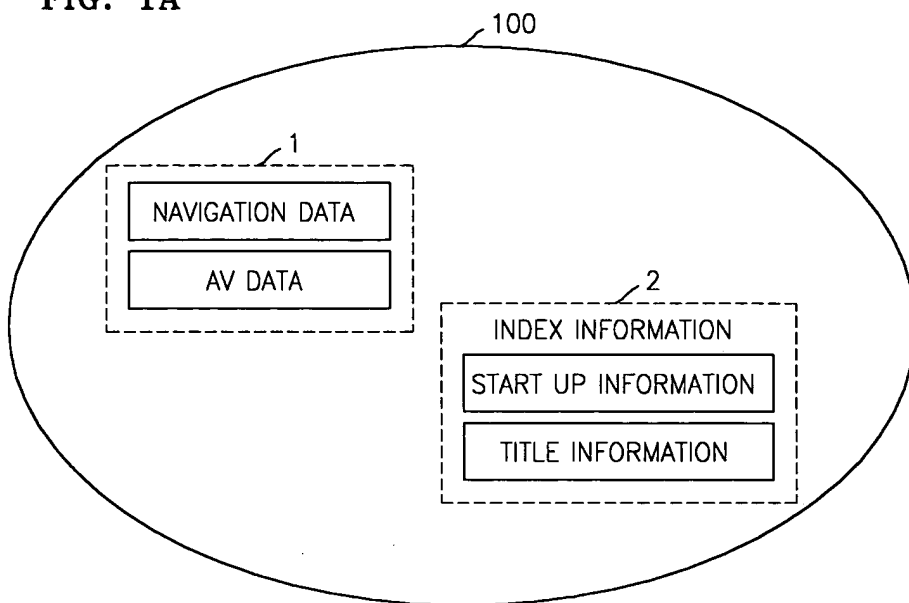 FIG. 1A
100
1
NAVIGATION DATA
AV DATA
2
INDEX INFORMATION
START UP INFORMATION
TITLE INFORMATION